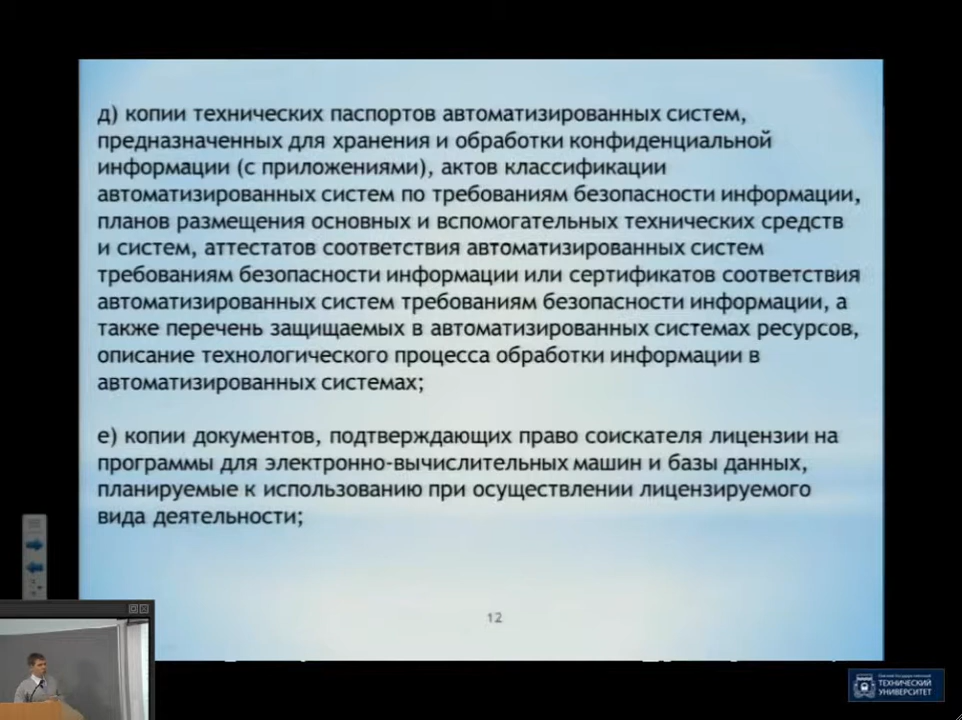 д) копии технических паспортов автоматизированных систем,
предназначенных для хранения и обработки конфиденциальной
информации (с приложениями), актов классификации
автоматизированных систем по требованиям безопасности информации,
планов размещения основных и вспомогательных технических средств
и систем, аттестатов соответствия автоматизированных систем
требованиям безопасности информации или сертификатов соответствия
автоматизированных систем требованиям безопасности информации, а
также перечень защищаемых в автоматизированных системах ресурсов,
описание технологического процесса обработки информации в
автоматизированных системах;
е) копии документов, подтверждающих право соискателя лицензии на
программы для электронно-вычислительных машин и базы данных,
планируемые к использованию при осуществлении лицензируемого
вида деятельности;
12
ТЕХНИЧЕСКИЙ
УНИВЕРСИТЕТ